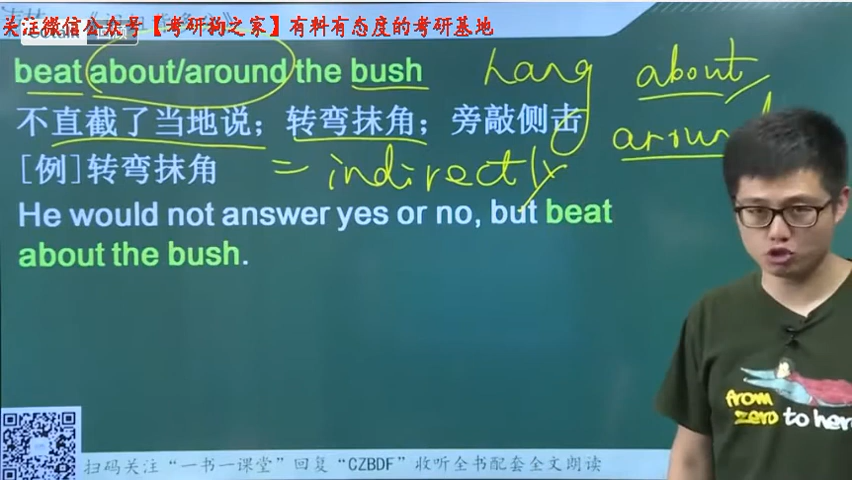 关注微信公众号【考研狗之家】有料有态度的考研基地
beat about/around the bush
hang about
around
不直截了当地说；转弯抹角；旁敲侧击
[例]转弯抹角
= indirectly
He would not answer yes or no, but beat
about the bush.
from
zero to hero
扫码关注“一书一课堂”回复“CZBDF”收听全书配套全文朗读